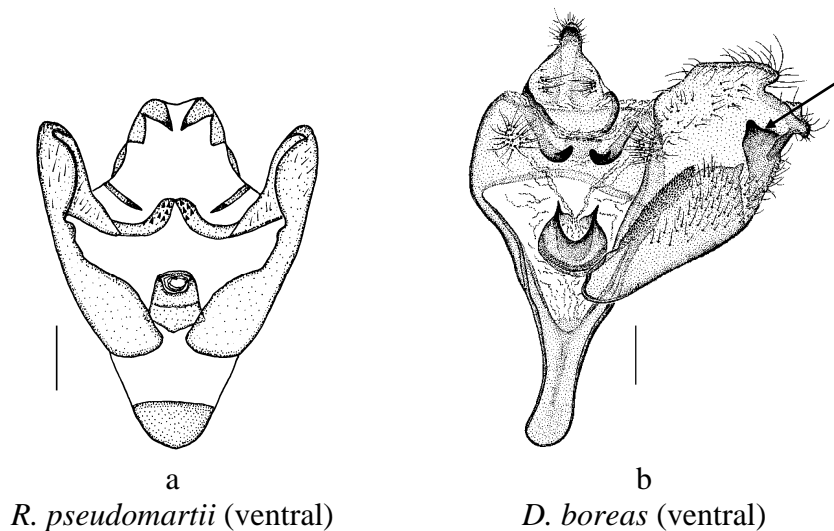 a
R. pseudomartii (ventral)
b
D. boreas (ventral)